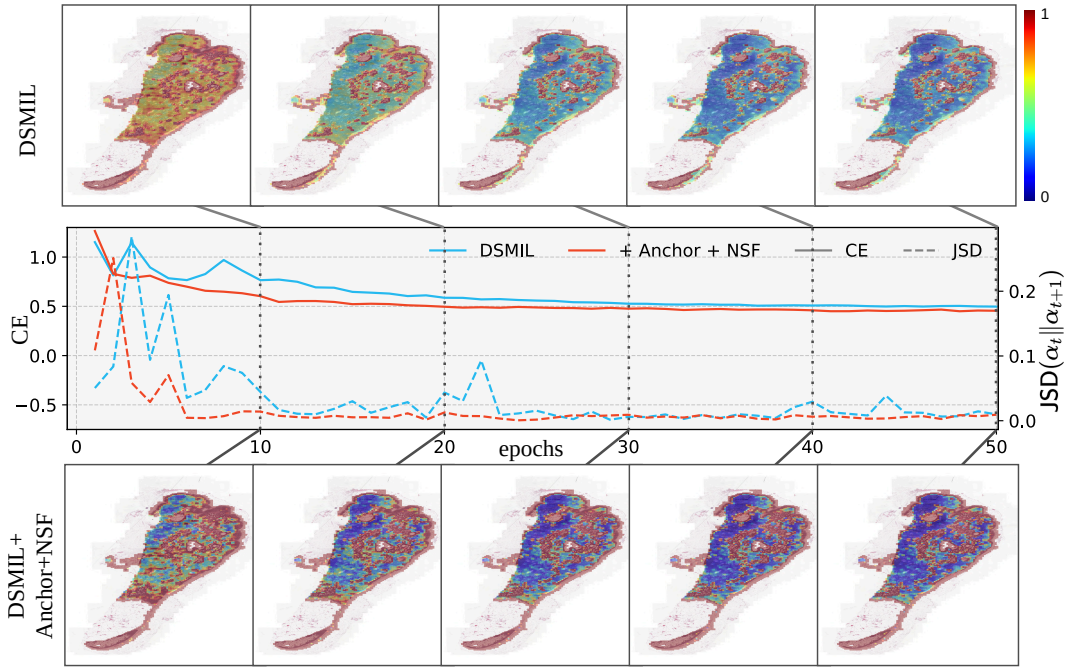 DSMIL
1
0
DSMIL + Anchor + NSF CE JSD
1.0
0.5
0.0
−0.5
CE
0.2
0.1
0.0
JSD(α_t||α_{t+1})
0 10 20 30 40 50
epochs
DSMIL+
Anchor+NSF